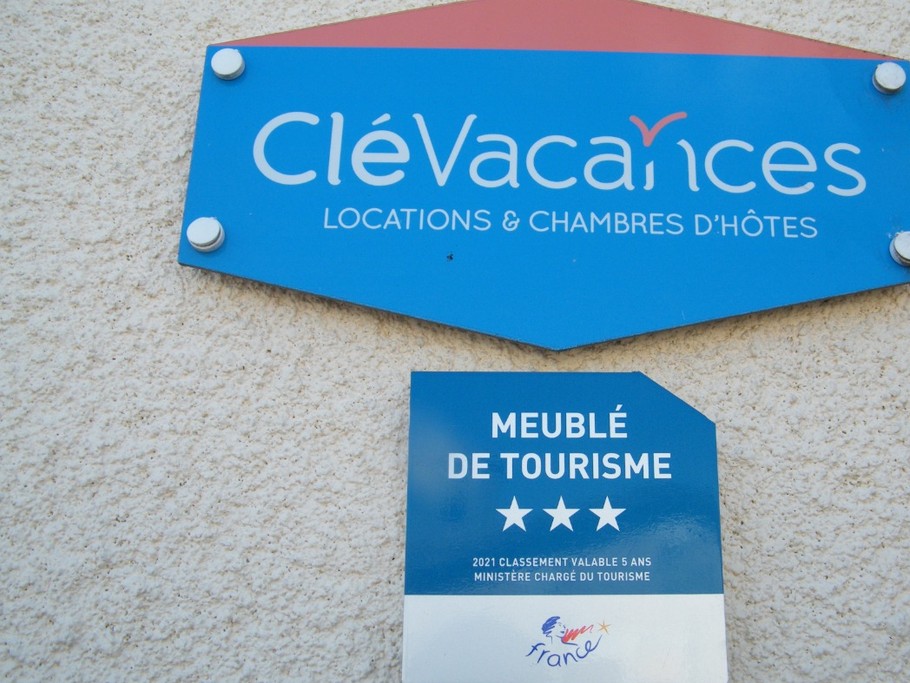 CléVacances
LOCATIONS & CHAMBRES D'HÔTES
MEUBLÉ
DE TOURISME
2021 CLASSEMENT VALABLE 5 ANS
MINISTÈRE CHARGÉ DU TOURISME
france